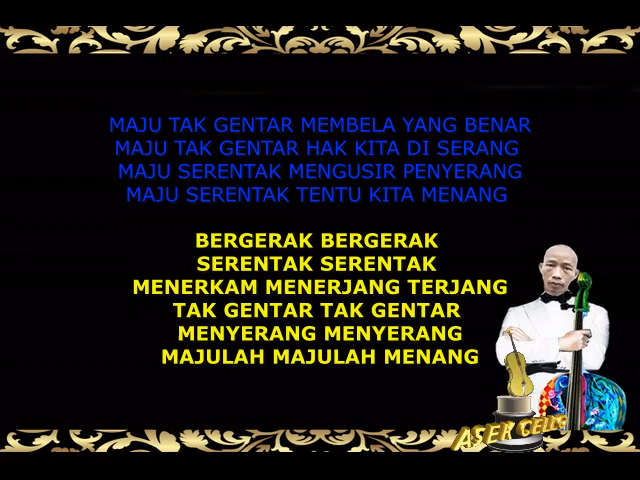 MAJU TAK GENTAR MEMBELA YANG BENAR
MAJU TAK GENTAR HAK KITA DI SERANG
MAJU SERENTAK MENGUSIR PENYERANG
MAJU SERENTAK TENTU KITA MENANG
BERGERAK BERGERAK
SERENTAK SERENTAK
MENERKAM MENERJANG TERJANG
TAK GENTAR TAK GENTAR
MENYERANG MENYERANG
MAJULAH MAJULAH MENANG
ASEK CELLO